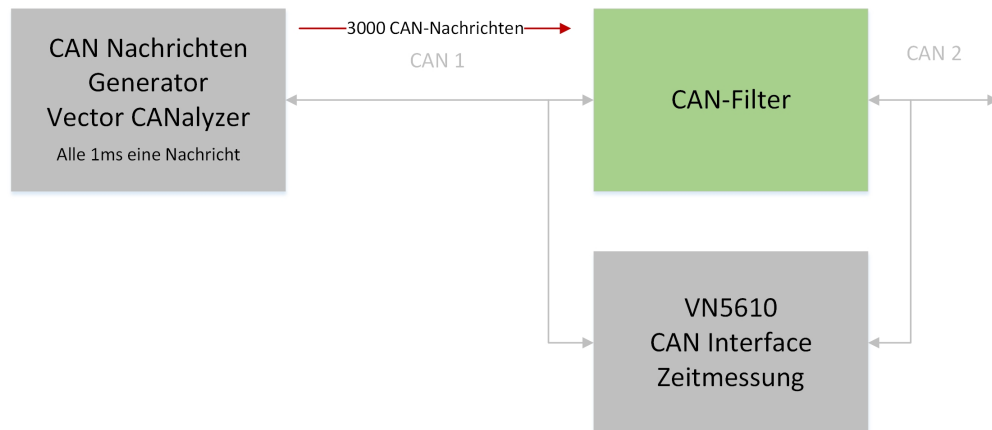 CAN Nachrichten
Generator
Vector CANalyzer
Alle 1ms eine Nachricht
3000 CAN-Nachrichten
CAN 1
CAN-Filter
CAN 2
VN5610
CAN Interface
Zeitmessung